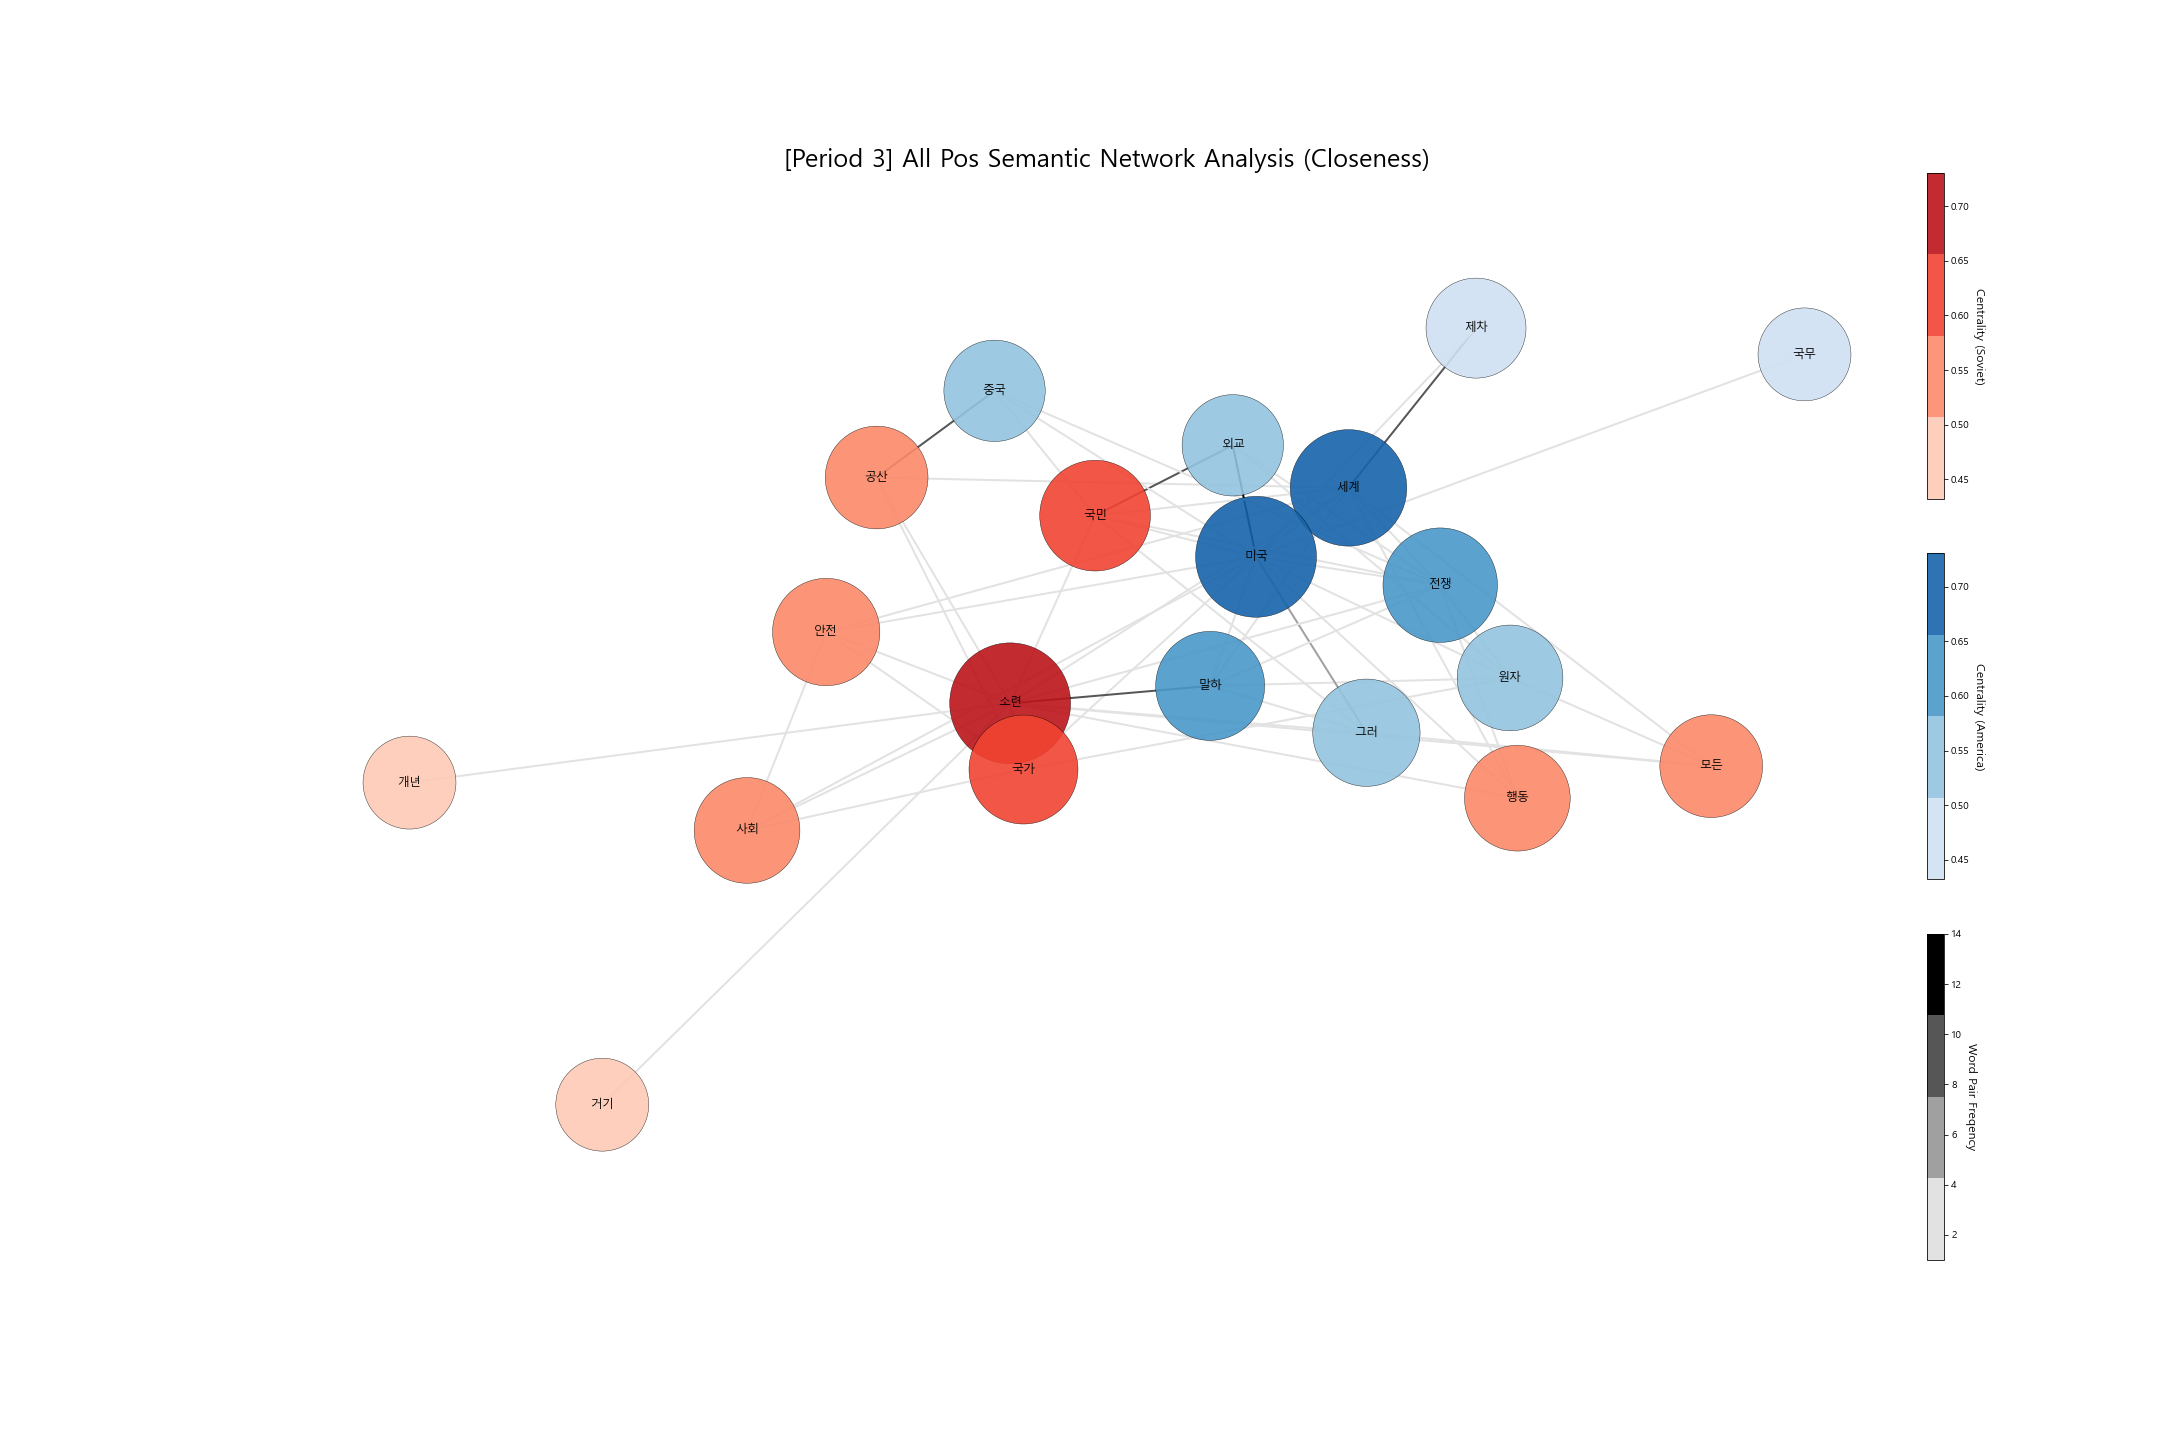 [Period 3] All Pos Semantic Network Analysis (Closeness)
제차
국무
중국
외교
공산
세계
국민
미국
전쟁
안전
원자
말하
소련
그러
모든
국가
개년
행동
사회
거기
0.70
0.65
0.60
0.55
0.50
0.45
Centrality (Soviet)
0.70
0.65
0.60
0.55
0.50
0.45
Centrality (America)
14
12
10
8
6
4
2
Word Pair Freqency